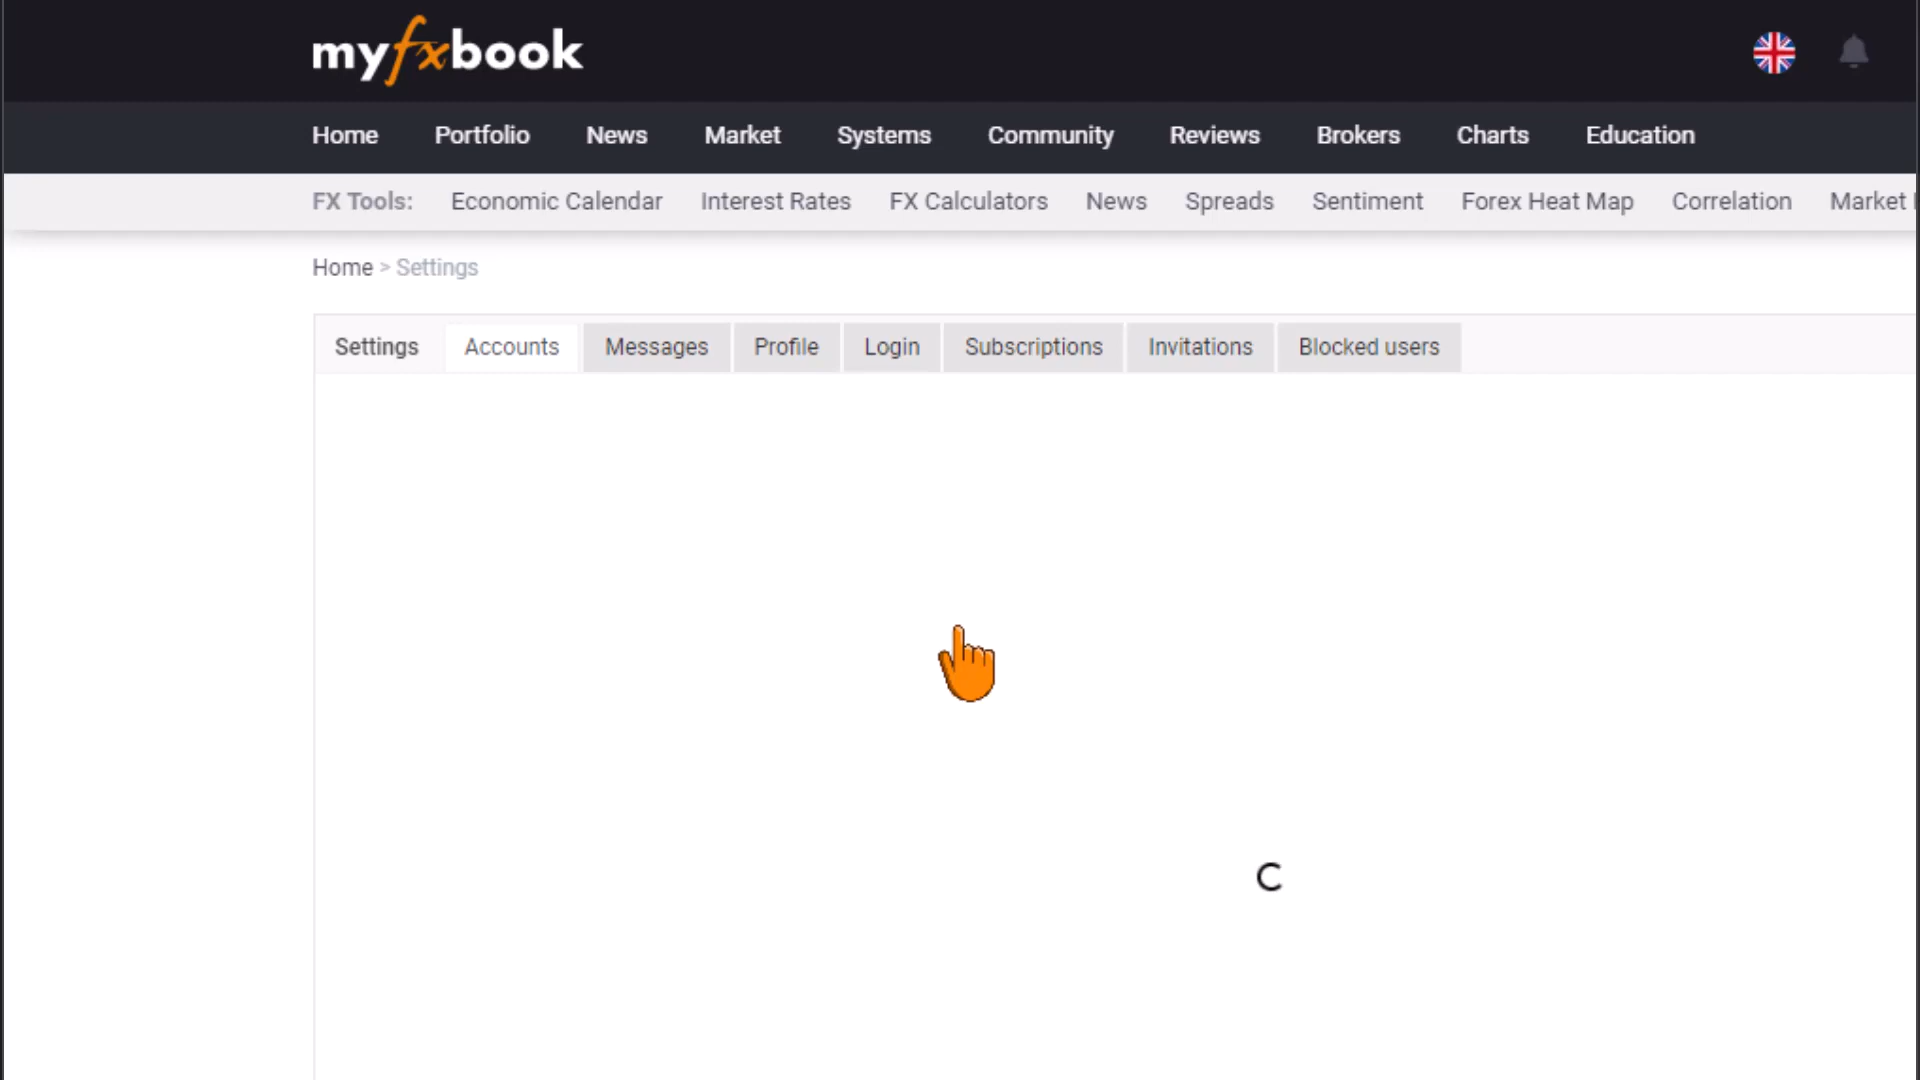 myfxbook
Home Portfolio News Market Systems Community Reviews Brokers Charts Education
FX Tools: Economic Calendar Interest Rates FX Calculators News Spreads Sentiment Forex Heat Map Correlation Market
Home > Settings
Settings Accounts Messages Profile Login Subscriptions Invitations Blocked users